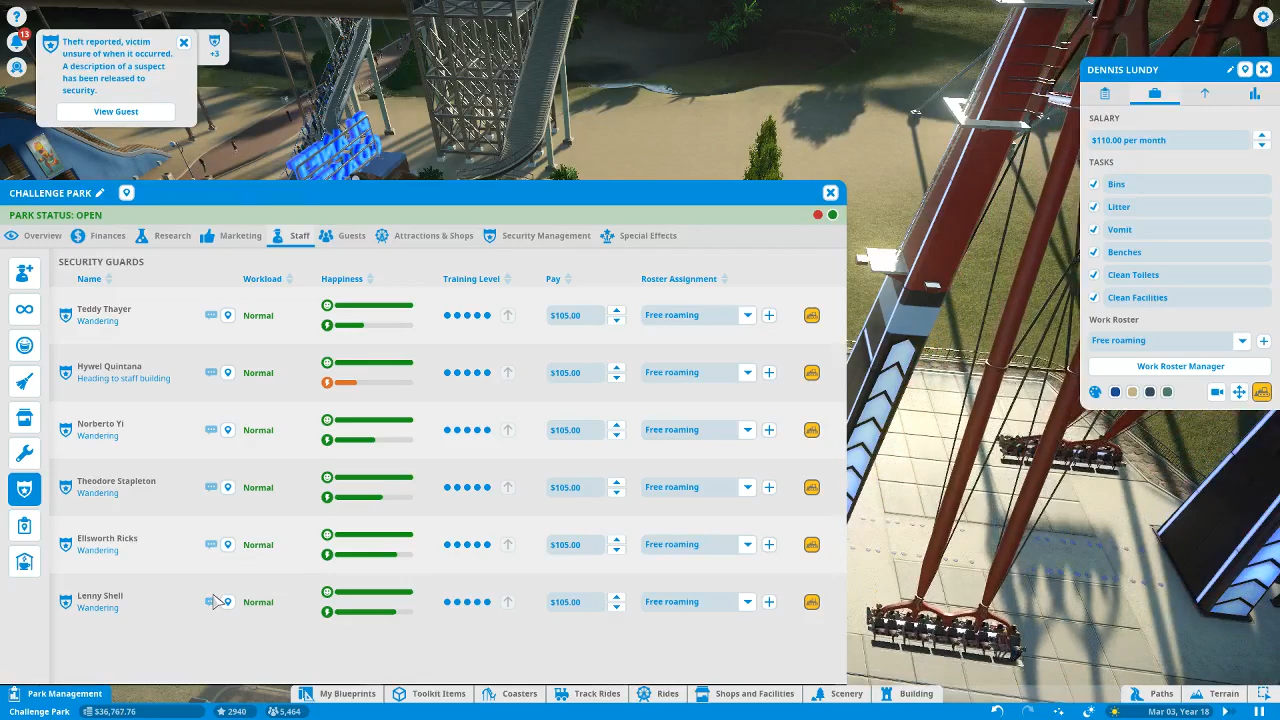 ?
13
Theft reported, victim
unsure of when it occurred.
A description of a suspect
has been released to
security.
View Guest
+3
CHALLENGE PARK
PARK STATUS: OPEN
Overview Finances Research Marketing Staff Guests Attractions & Shops Security Management Special Effects
SECURITY GUARDS
Name Workload Happiness Training Level Pay Roster Assignment
Teddy Thayer
Wandering
Normal $105.00 Free roaming
Hywel Quintana
Heading to staff building
Normal $105.00 Free roaming
Norberto Yi
Wandering
Normal $105.00 Free roaming
Theodore Stapleton
Wandering
Normal $105.00 Free roaming
Ellsworth Ricks
Wandering
Normal $105.00 Free roaming
Lenny Shell
Wandering
Normal $105.00 Free roaming
DENNIS LUNDY
SALARY
$110.00 per month
TASKS
Bins
Litter
Vomit
Benches
Clean Toilets
Clean Facilities
Work Roster
Free roaming
Work Roster Manager
Park Management My Blueprints Toolkit Items Coasters Track Rides Rides Shops and Facilities Scenery Building Paths Terrain
Challenge Park $36,767.76 2940 5,464 Mar 03, Year 18